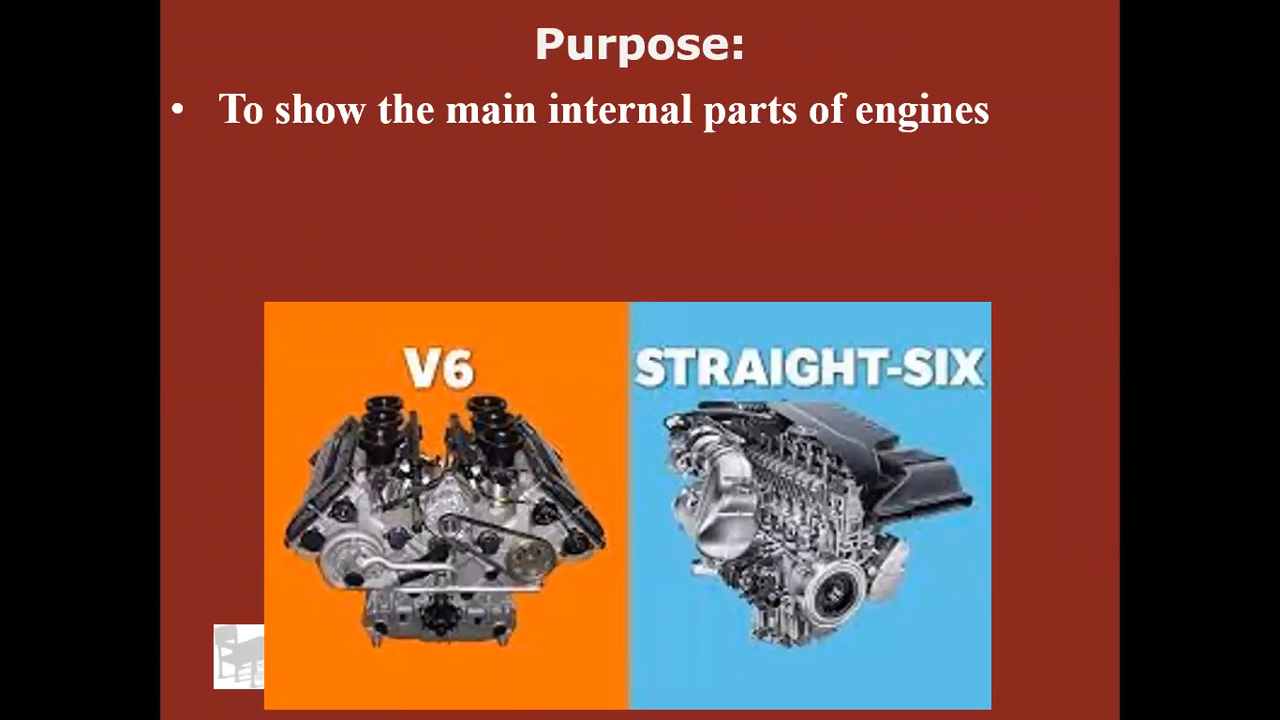 Purpose:
• To show the main internal parts of engines
V6
STRAIGHT-SIX